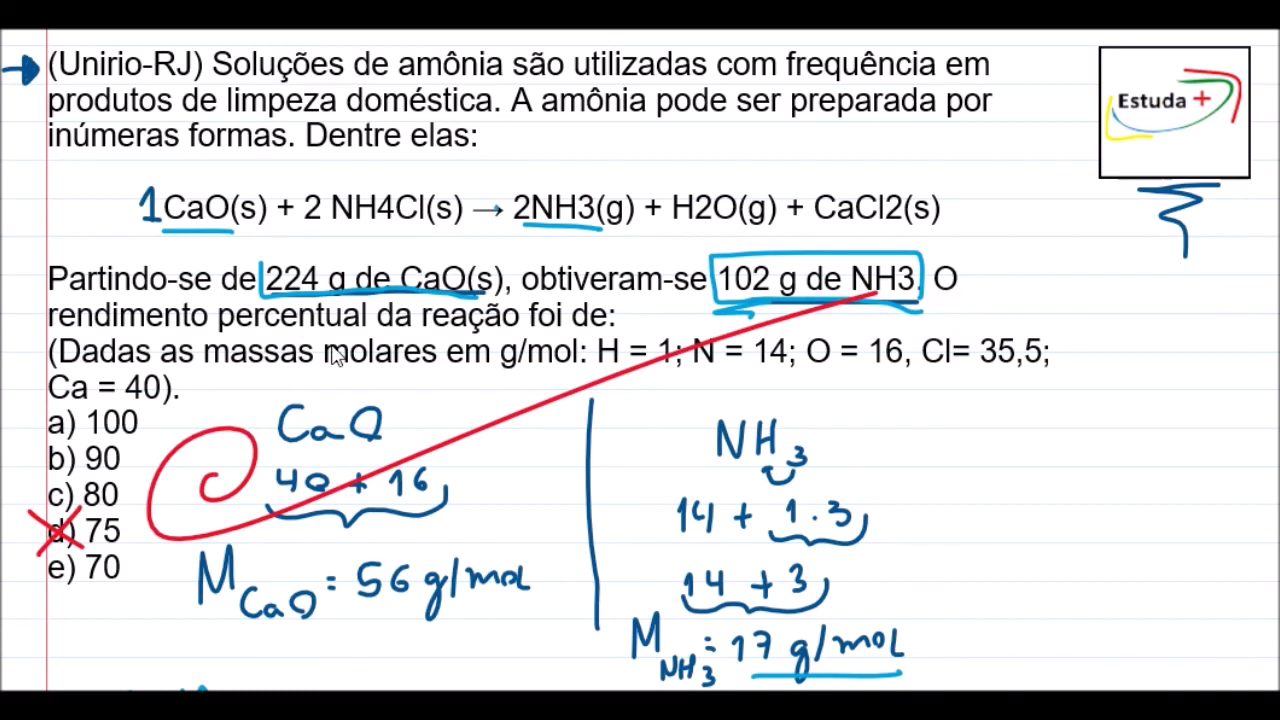 (Unirio-RJ) Soluções de amônia são utilizadas com frequência em
produtos de limpeza doméstica. A amônia pode ser preparada por
inúmeras formas. Dentre elas:
Estuda +
1CaO(s) + 2 NH4Cl(s) → 2NH3(g) + H2O(g) + CaCl2(s)
Partindo-se de 224 g de CaO(s), obtiveram-se 102 g de NH3. O
rendimento percentual da reação foi de:
(Dadas as massas molares em g/mol: H = 1; N = 14; O = 16, Cl= 35,5;
Ca = 40).
a) 100
b) 90
c) 80
d) 75
e) 70
CaO
40 + 16
M CaO = 56 g/mol
NH3
14 + 1.3
14 + 3
M NH3 = 17 g/mol